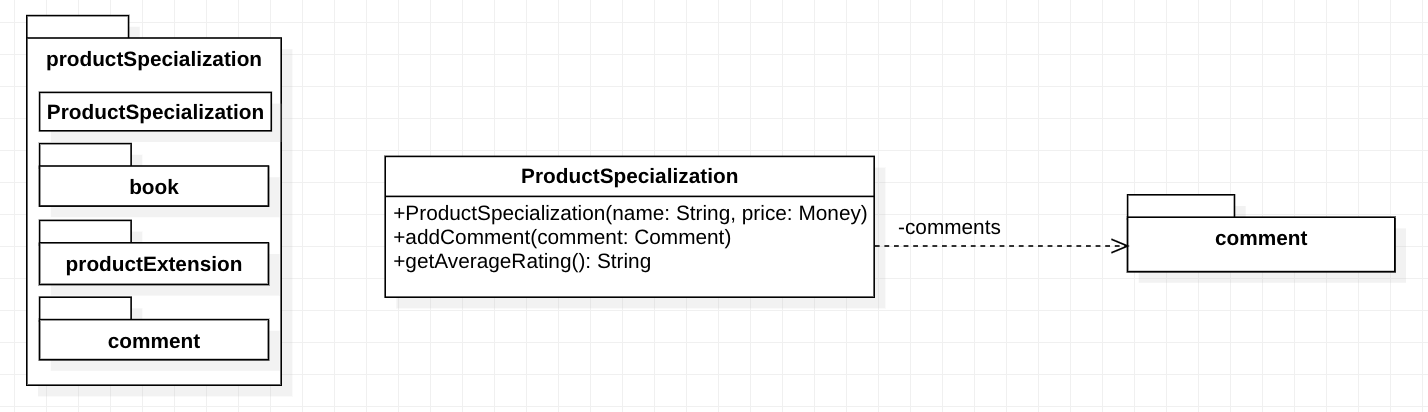 productSpecialization
ProductSpecialization
book
productExtension
comment
ProductSpecialization
+ProductSpecialization(name: String, price: Money)
+addComment(comment: Comment)
+getAverageRating(): String
-comments
comment